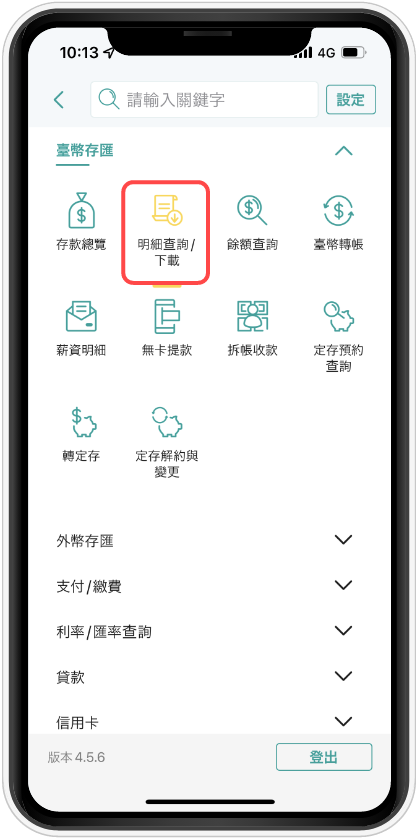 10:13
4G
請輸入關鍵字
設定
臺幣存匯
存款總覽
明細查詢/
下載
餘額查詢
臺幣轉帳
薪資明細
無卡提款
拆帳收款
定存預約
查詢
轉定存
定存解約與
變更
外幣存匯
支付/繳費
利率/匯率查詢
貸款
信用卡
版本 4.5.6
登出